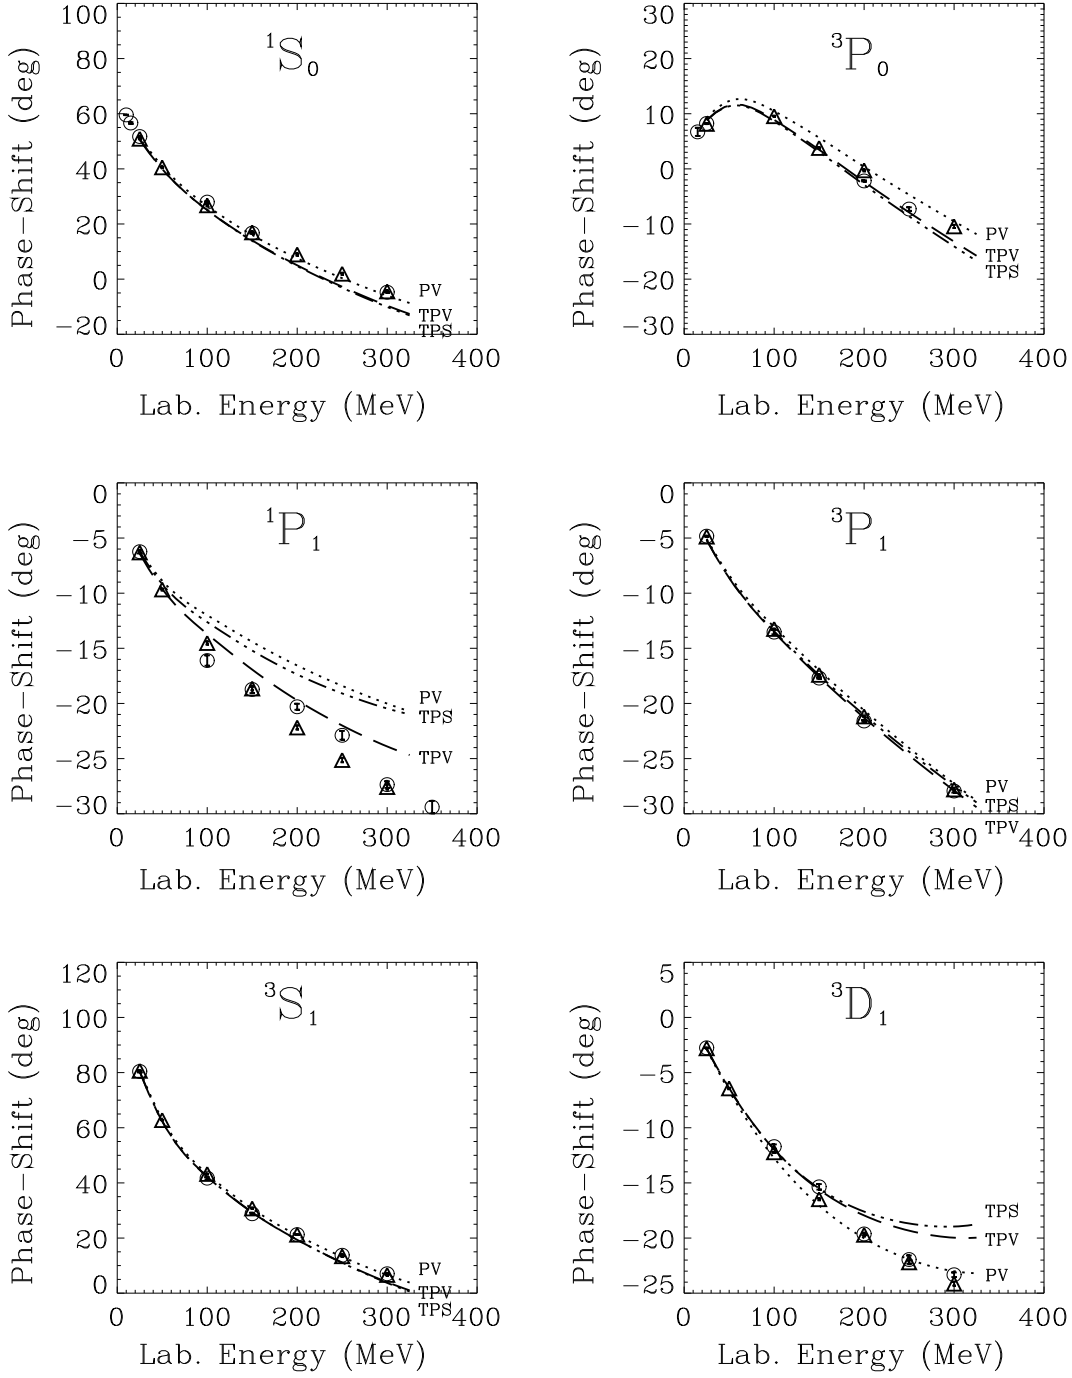 100
80
60
40
20
0
−20
Phase−Shift (deg)
¹S₀
PV
TPV
TPS
0 100 200 300 400
Lab. Energy (MeV)
30
20
10
0
−10
−20
−30
Phase−Shift (deg)
³P₀
PV
TPV
TPS
0 100 200 300 400
Lab. Energy (MeV)
0
−5
−10
−15
−20
−25
−30
Phase−Shift (deg)
¹P₁
PV
TPS
TPV
0 100 200 300 400
Lab. Energy (MeV)
0
−5
−10
−15
−20
−25
−30
Phase−Shift (deg)
³P₁
PV
TPS
TPV
0 100 200 300 400
Lab. Energy (MeV)
120
100
80
60
40
20
0
Phase−Shift (deg)
³S₁
PV
TPV
TPS
0 100 200 300 400
Lab. Energy (MeV)
5
0
−5
−10
−15
−20
−25
Phase−Shift (deg)
³D₁
TPS
TPV
PV
0 100 200 300 400
Lab. Energy (MeV)